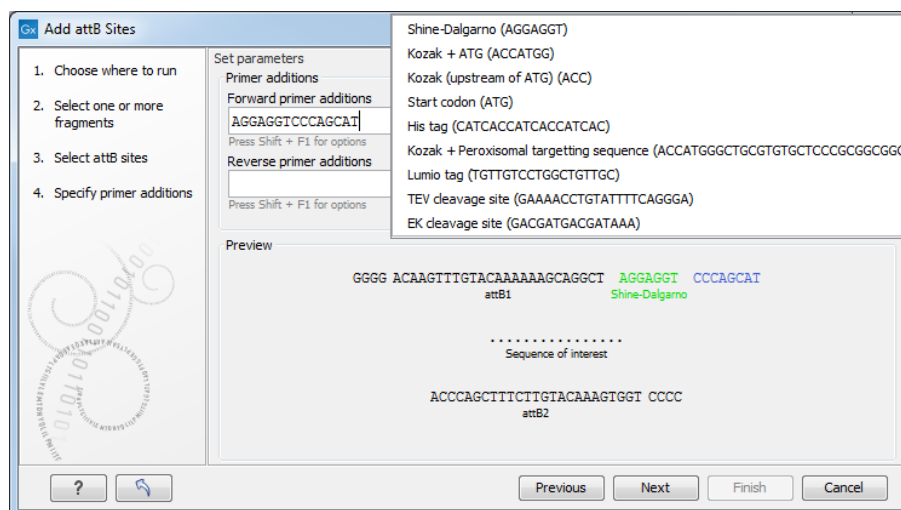 Gx Add attB Sites
1. Choose where to run
2. Select one or more
fragments
3. Select attB sites
4. Specify primer additions
Set parameters
Primer additions
Forward primer additions
AGGAGGTCCCAGCAT
Press Shift + F1 for options
Reverse primer additions
Press Shift + F1 for options
Shine-Dalgarno (AGGAGGT)
Kozak + ATG (ACCATGG)
Kozak (upstream of ATG) (ACC)
Start codon (ATG)
His tag (CATCACCATCACCATCAC)
Kozak + Peroxisomal targetting sequence (ACCATGGGCTGCGTGTGCTCCCGCGGCGGC
Lumio tag (TGTTGTCCTGGCTGTTGC)
TEV cleavage site (GAAAACCTGTATTTTCAGGGA)
EK cleavage site (GACGATGACGATAAA)
Preview
GGGG ACAAGTTTGTACAAAAAAGCAGGCT AGGAGGT CCCAGCAT
attB1 Shine-Dalgarno
................
Sequence of interest
ACCCAGCTTTCTTGTACAAAGTGGT CCCC
attB2
? Previous Next Finish Cancel